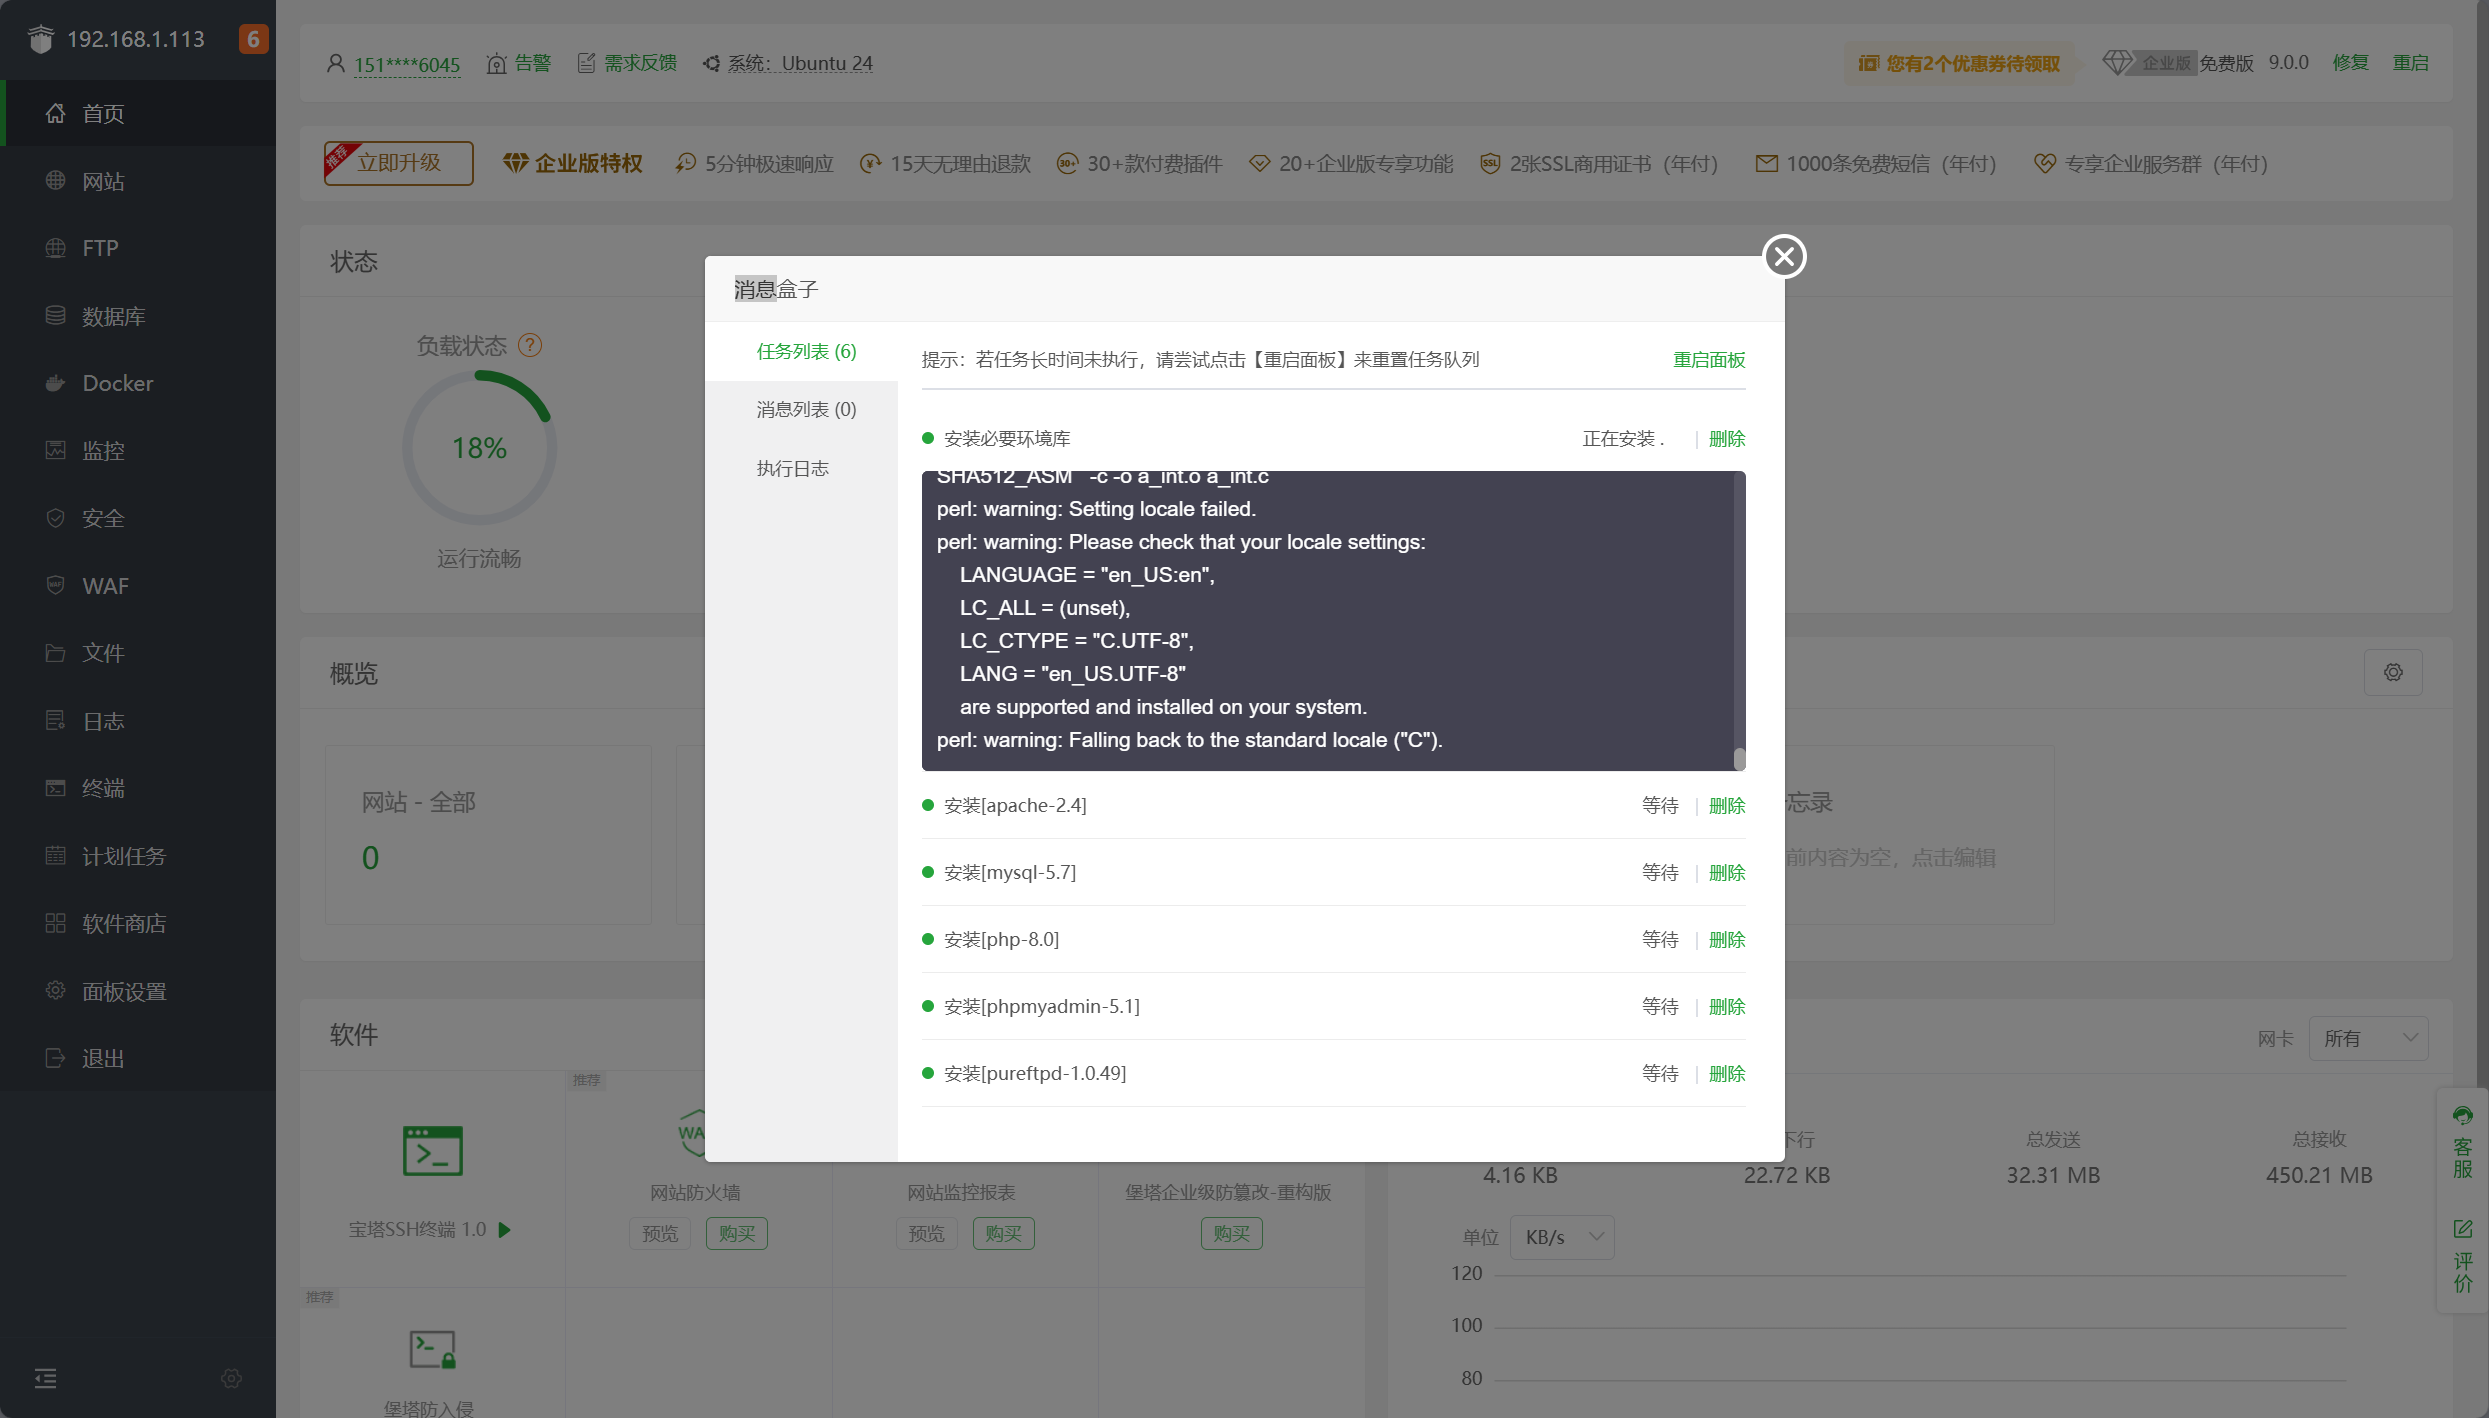 192.168.1.113
6
首页
网站
FTP
数据库
Docker
监控
安全
WAF
文件
日志
终端
计划任务
软件商店
面板设置
退出
151****6045
告警
需求反馈
系统：Ubuntu 24
您有2个优惠券待领取
企业版
免费版
9.0.0
修复
重启
推荐
立即升级
企业版特权
5分钟极速响应
15天无理由退款
30+
30+款付费插件
20+企业版专享功能
SSL
2张SSL商用证书（年付）
1000条免费短信（年付）
专享企业服务群（年付）
状态
负载状态
?
18%
运行流畅
概览
网站 - 全部
0
忘录
前内容为空，点击编辑
软件
推荐
宝塔SSH终端 1.0
WA
网站防火墙
预览
购买
网站监控报表
预览
购买
堡塔企业级防篡改-重构版
购买
推荐
堡塔防入侵
网卡
所有
下行
总发送
总接收
4.16 KB
22.72 KB
32.31 MB
450.21 MB
单位
KB/s
120
100
80
客服
评价
消息盒子
任务列表 (6)
消息列表 (0)
执行日志
提示：若任务长时间未执行，请尝试点击【重启面板】来重置任务队列
重启面板
安装必要环境库
正在安装 .
删除
SHA512_ASM   -c -o a_int.o a_int.c
perl: warning: Setting locale failed.
perl: warning: Please check that your locale settings:
LANGUAGE = "en_US:en",
LC_ALL = (unset),
LC_CTYPE = "C.UTF-8",
LANG = "en_US.UTF-8"
are supported and installed on your system.
perl: warning: Falling back to the standard locale ("C").
安装[apache-2.4]
等待
删除
安装[mysql-5.7]
等待
删除
安装[php-8.0]
等待
删除
安装[phpmyadmin-5.1]
等待
删除
安装[pureftpd-1.0.49]
等待
删除